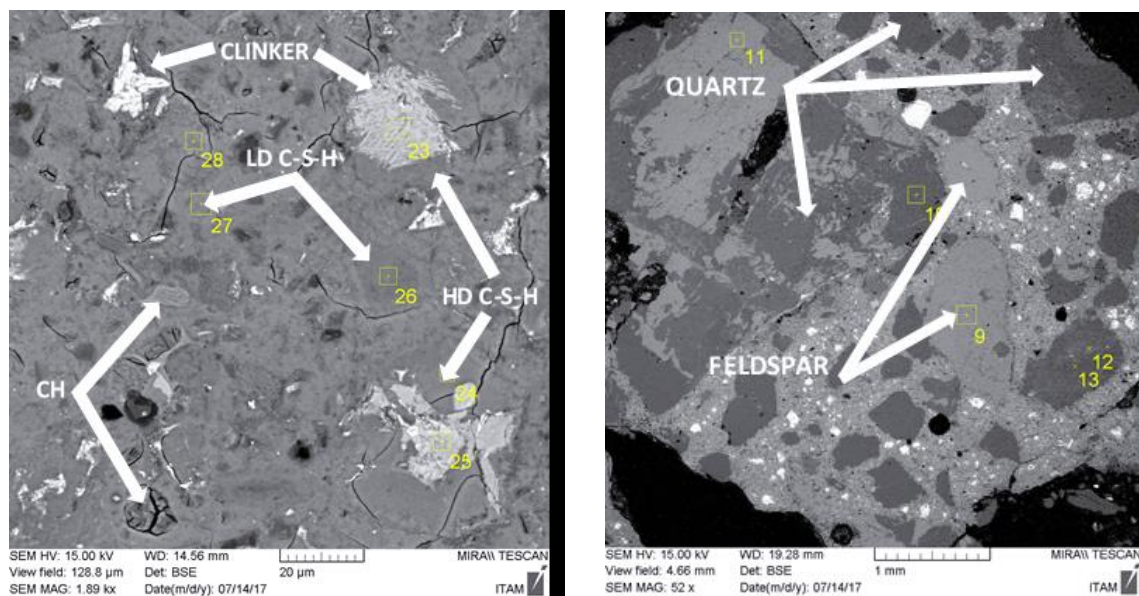 CLINKER
28
23
LD C-S-H
27
26
HD C-S-H
CH
24
25
SEM HV: 15.00 kV WD: 14.56 mm MIRA\\ TESCAN
View field: 128.8 µm Det: BSE 20 µm
SEM MAG: 1.89 kx Date(m/d/y): 07/14/17 ITAM
11
QUARTZ
9
FELDSPAR
12
13
SEM HV: 15.00 kV WD: 19.28 mm MIRA\\ TESCAN
View field: 4.66 mm Det: BSE 1 mm
SEM MAG: 52 x Date(m/d/y): 07/14/17 ITAM